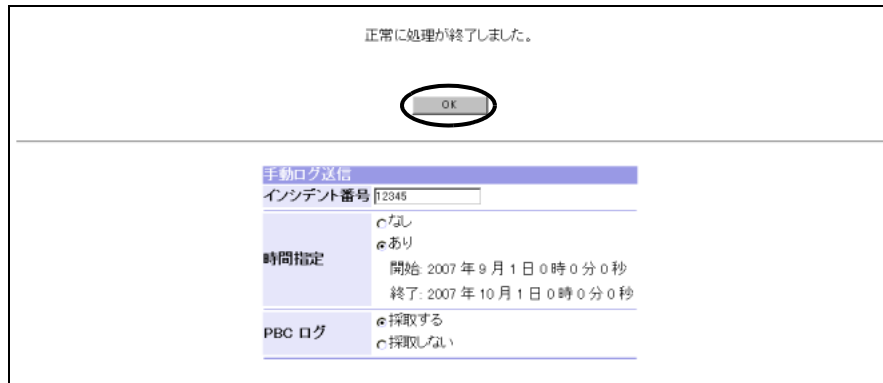 正常に処理が終了しました。
OK
手動ログ送信
インシデント番号 12345
時間指定
なし
あり
開始: 2007 年 9 月 1 日 0 時 0 分 0 秒
終了: 2007 年 10 月 1 日 0 時 0 分 0 秒
PBC ログ
採取する
採取しない